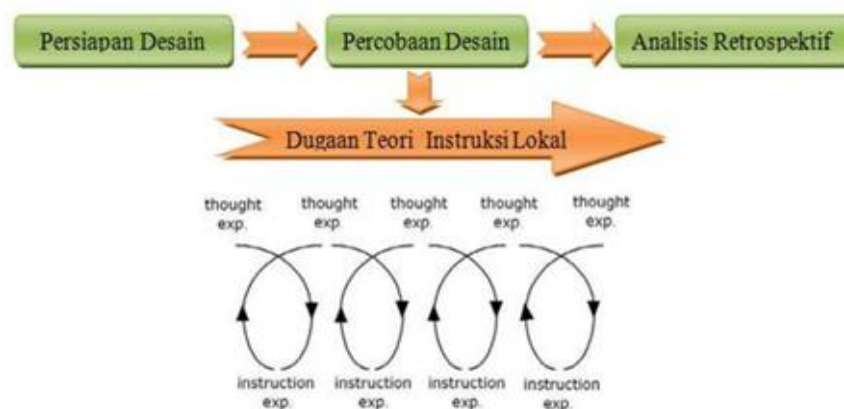 Persiapan Desain
Percobaan Desain
Analisis Retrospektif
Dugaan Teori Instruksi Lokal
thought exp.
thought exp.
thought exp.
thought exp.
thought exp.
instruction exp.
instruction exp.
instruction exp.
instruction exp.